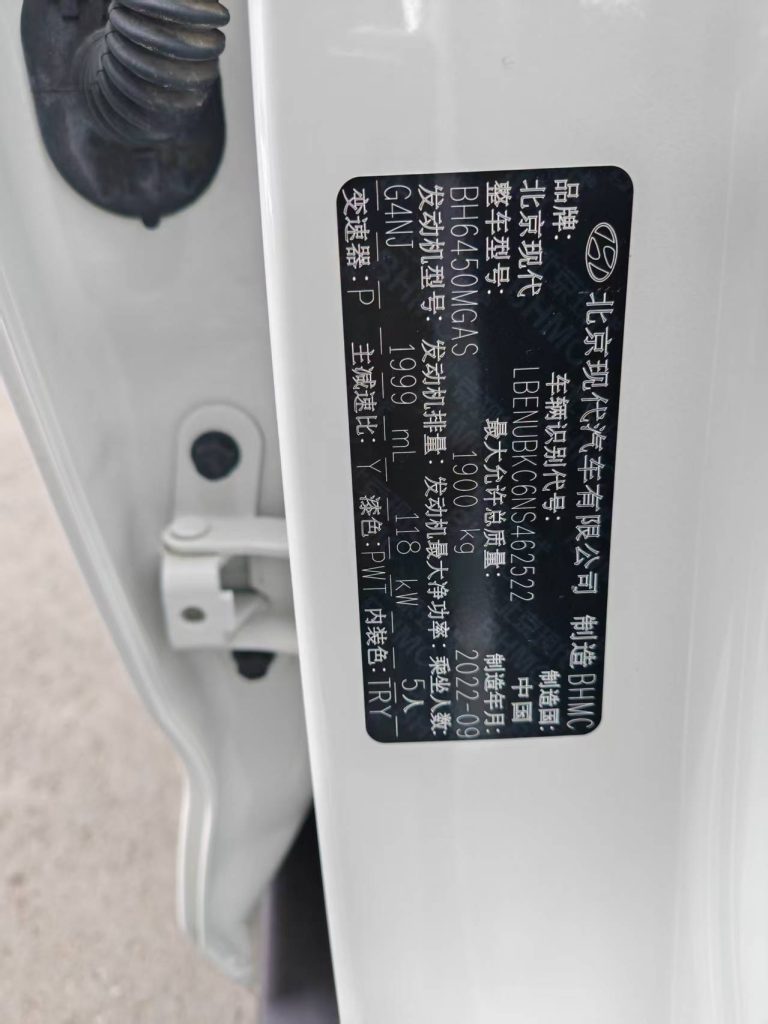 北京现代汽车有限公司 制造 BHMC
品牌: 车辆识别代号: 制造国:
北京现代 LBENUBKC6NS462522 中国
整车型号: 最大允许总质量: 制造年月:
BH6450MGAS 1900 kg 2022-09
发动机型号: 发动机排量: 发动机最大净功率: 乘坐人数:
G4NJ 1999 mL 118 kW 5人
变速器: P 主减速比: Y 漆色: PWT 内装色: TRY